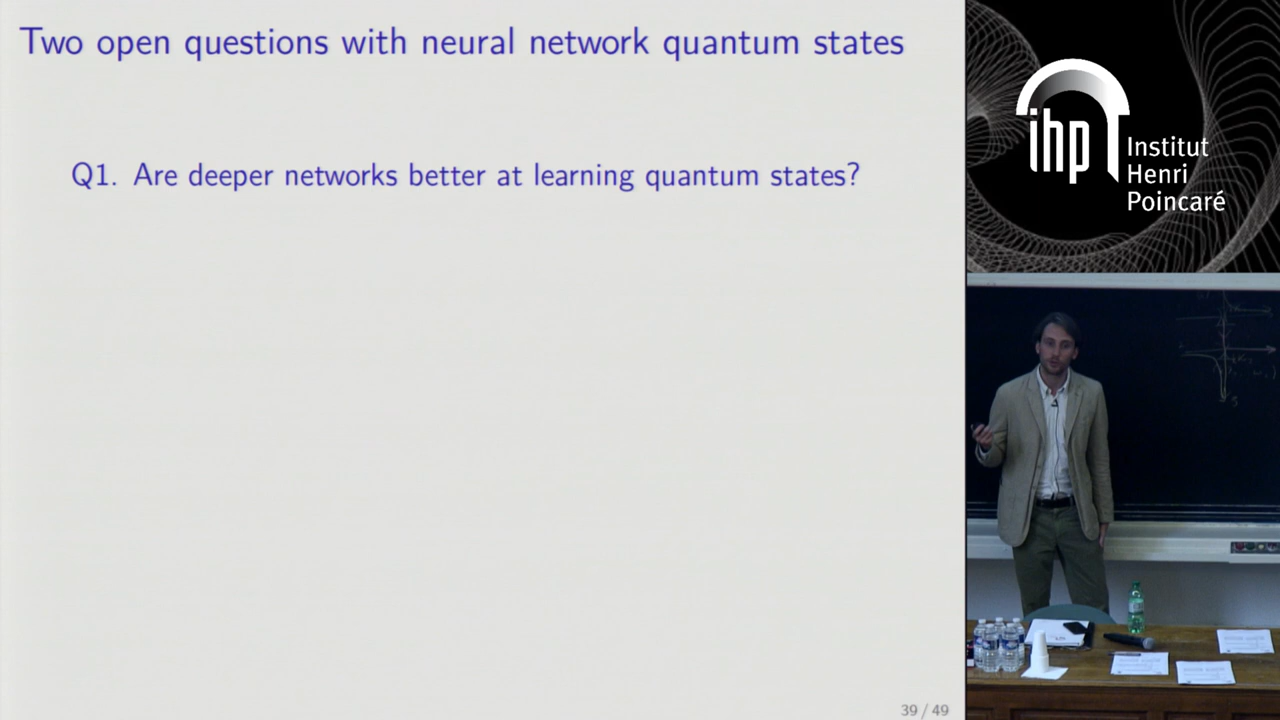 Two open questions with neural network quantum states
Q1. Are deeper networks better at learning quantum states?
39 / 49
ihp
Institut
Henri
Poincaré